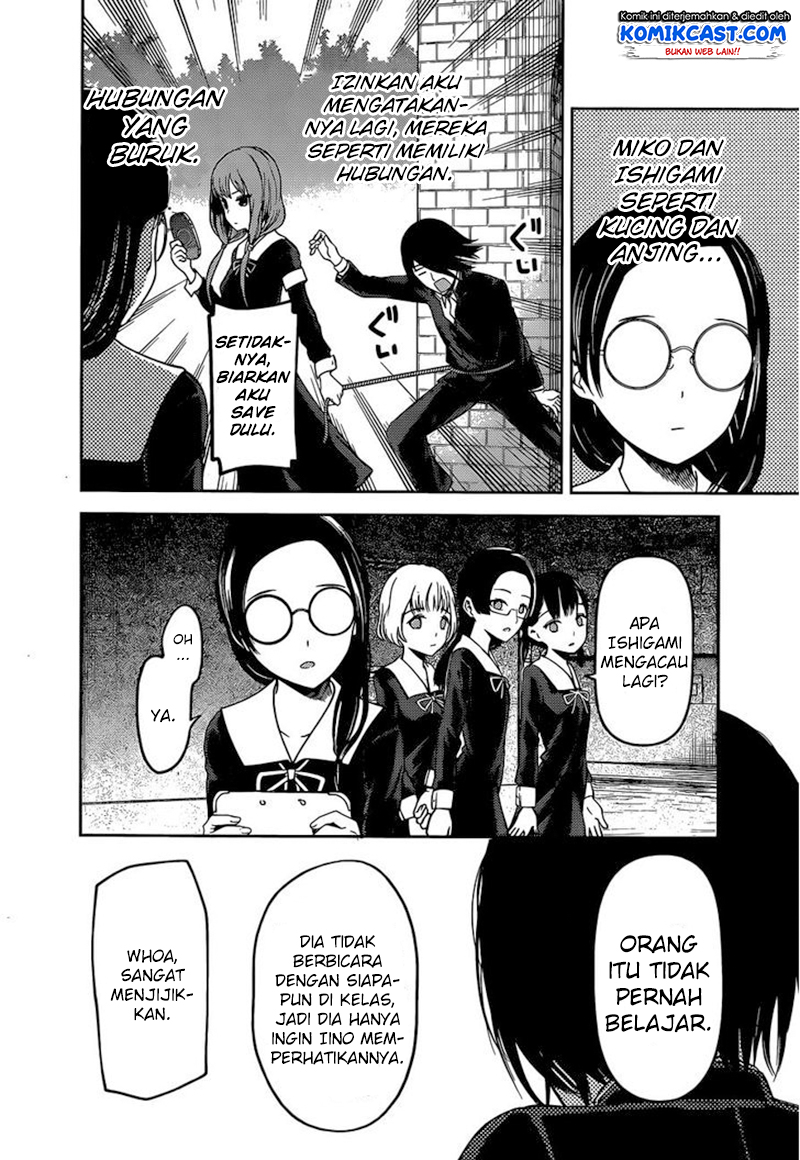 Komik ini diterjemahkan & diedit oleh
KOMIKCAST.COM
BUKAN WEB LAIN!!
MIKO DAN
ISHIGAMI
SEPERTI
KUCING DAN
ANJING...
IZINKAN AKU
MENGATAKAN-
NYA LAGI, MEREKA
SEPERTI MEMILIKI
HUBUNGAN.
HUBUNGAN
YANG
BURUK.
ぐい
ぐい
SETIDAK-
NYA,
BIARKAN
AKU
SAVE
DULU.
APA
ISHIGAMI
MENGACAU
LAGI?
OH
...
YA.
ORANG
ITU TIDAK
PERNAH
BELAJAR.
DIA TIDAK
BERBICARA
DENGAN SIAPA-
PUN DI KELAS,
JADI DIA HANYA
INGIN IINO MEM-
PERHATIKANNYA.
WHOA,
SANGAT
MENJIJIK-
KAN.